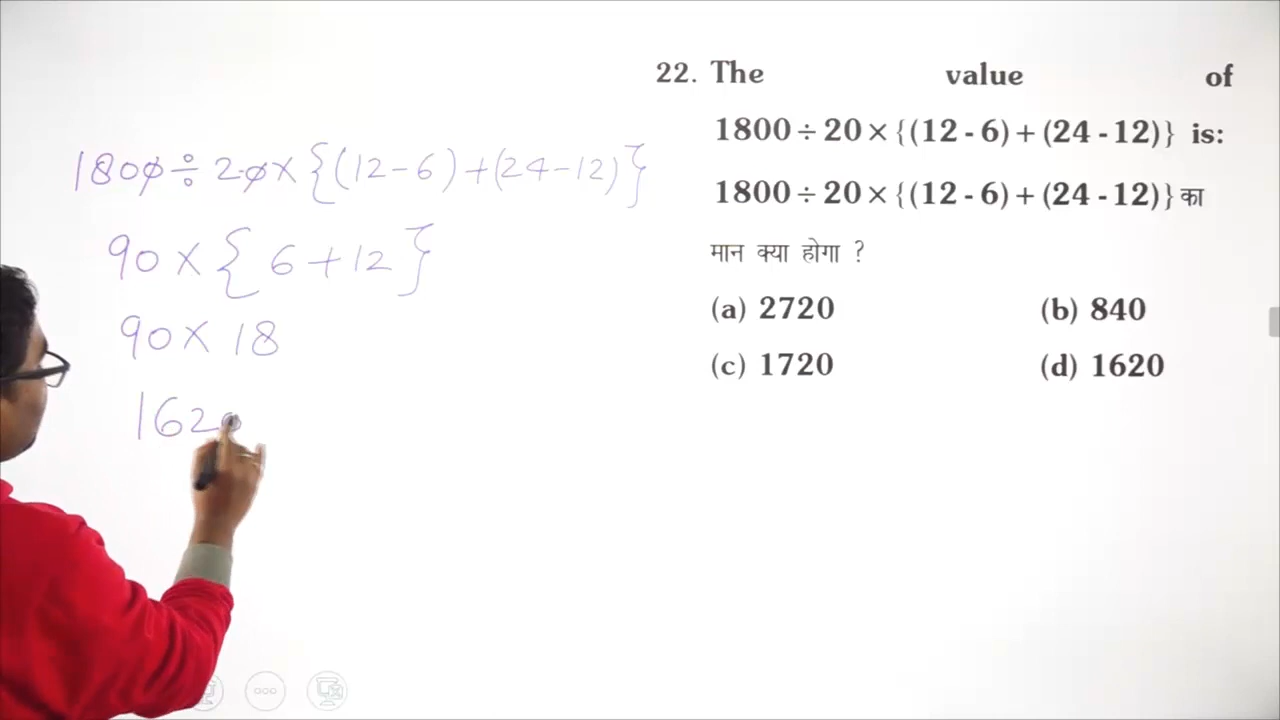 22. The value of
1800 ÷ 20 × {(12 - 6) + (24 - 12)} is:
1800 ÷ 20 × {(12 - 6) + (24 - 12)} का
मान क्या होगा ?
(a) 2720 (b) 840
(c) 1720 (d) 1620
1800 ÷ 20 × {(12 - 6) + (24 - 12)}
90 × {6 + 12}
90 × 18
1620